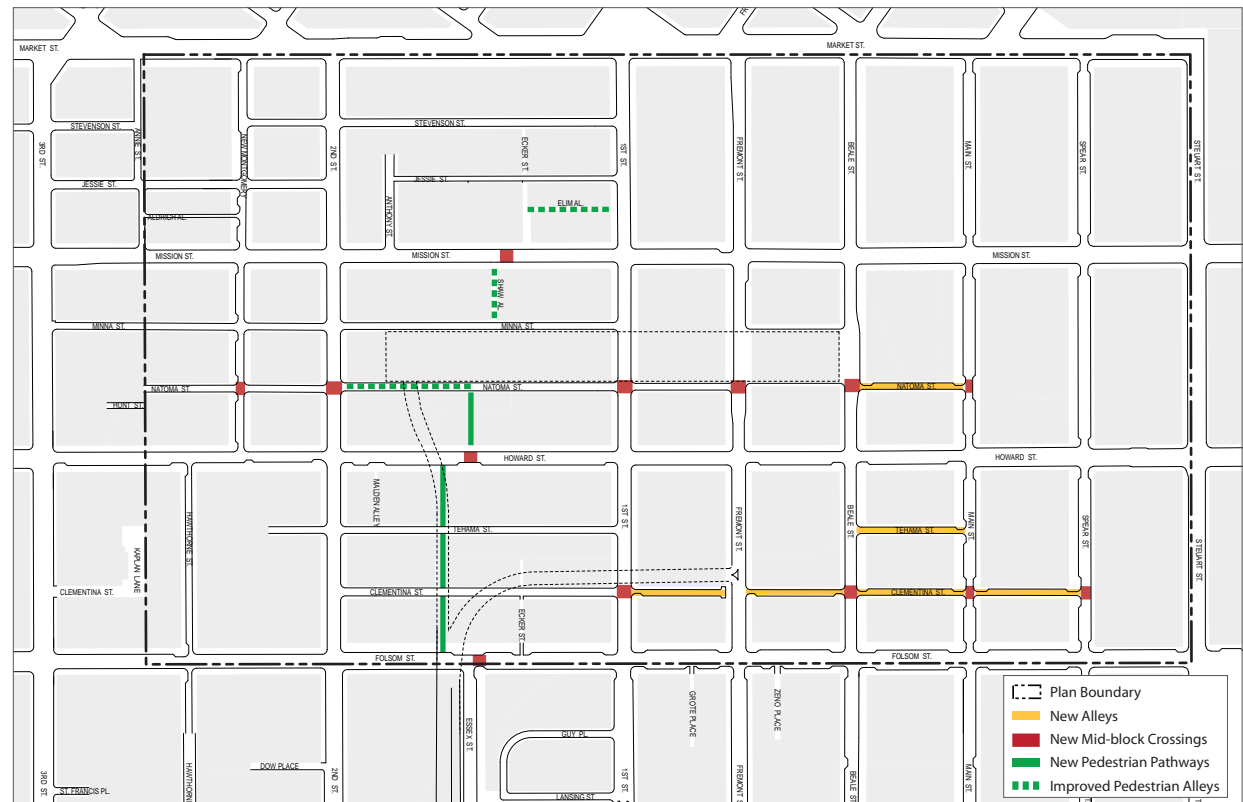 MARKET ST.
MARKET ST.
STEVENSON ST.
STEVENSON ST.
3RD ST.
ANNIE ST.
NEW MONTGOMERY
2ND ST.
ECKER ST.
1ST ST.
FREMONT ST.
BEALE ST.
MAIN ST.
SPEAR ST.
STEUART ST.
JESSIE ST.
JESSIE ST.
ANTHONY ST.
ELIM AL.
ALDRICH AL.
MISSION ST.
MISSION ST.
MISSION ST.
SHAW AL.
MINNA ST.
MINNA ST.
NATOMA ST.
NATOMA ST.
NATOMA ST.
HUNT ST.
HOWARD ST.
HOWARD ST.
MALDEN ALLEY
HAWTHORNE ST.
1ST ST.
FREMONT ST.
BEALE ST.
MAIN ST.
SPEAR ST.
STEUART ST.
TEHAMA ST.
TEHAMA ST.
KAPLAN LANE
CLEMENTINA ST.
CLEMENTINA ST.
CLEMENTINA ST.
ECKER ST.
FOLSOM ST.
FOLSOM ST.
GROTE PLACE
ZENO PLACE
ESSEX ST.
GUY PL.
DOW PLACE
3RD ST.
HAWTHORN
2ND ST.
1ST ST.
FREMONT S
BEALE ST
MAIN ST.
ST. FRANCIS PL.
LANSING ST.
Plan Boundary
New Alleys
New Mid-block Crossings
New Pedestrian Pathways
Improved Pedestrian Alleys